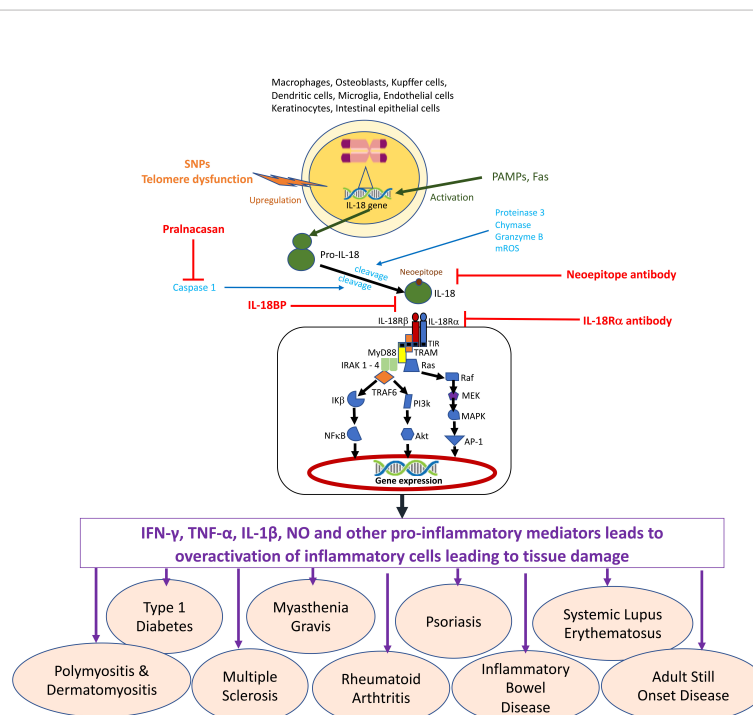 Macrophages, Osteoblasts, Kupffer cells,
Dendritic cells, Microglia, Endothelial cells
Keratinocytes, Intestinal epithelial cells
SNPs
Telomere dysfunction
Upregulation
IL-18 gene
PAMPs, Fas
Activation
Pralnacasan
Pro-IL-18
Proteinase 3
Chymase
Granzyme B
mROS
cleavage
cleavage
Caspase 1
Neoepitope
IL-18
Neoepitope antibody
IL-18BP
IL-18Rβ
IL-18Rα
IL-18Rα antibody
TIR
MyD88
TRAM
IRAK 1 - 4
Ras
TRAF6
Raf
IKβ
PI3k
MEK
MAPK
NFκB
Akt
AP-1
Gene expression
IFN-γ, TNF-α, IL-1β, NO and other pro-inflammatory mediators leads to
overactivation of inflammatory cells leading to tissue damage
Type 1
Diabetes
Myasthenia
Gravis
Psoriasis
Systemic Lupus
Erythematosus
Polymyositis &
Dermatomyositis
Multiple
Sclerosis
Rheumatoid
Arthtritis
Inflammatory
Bowel
Disease
Adult Still
Onset Disease